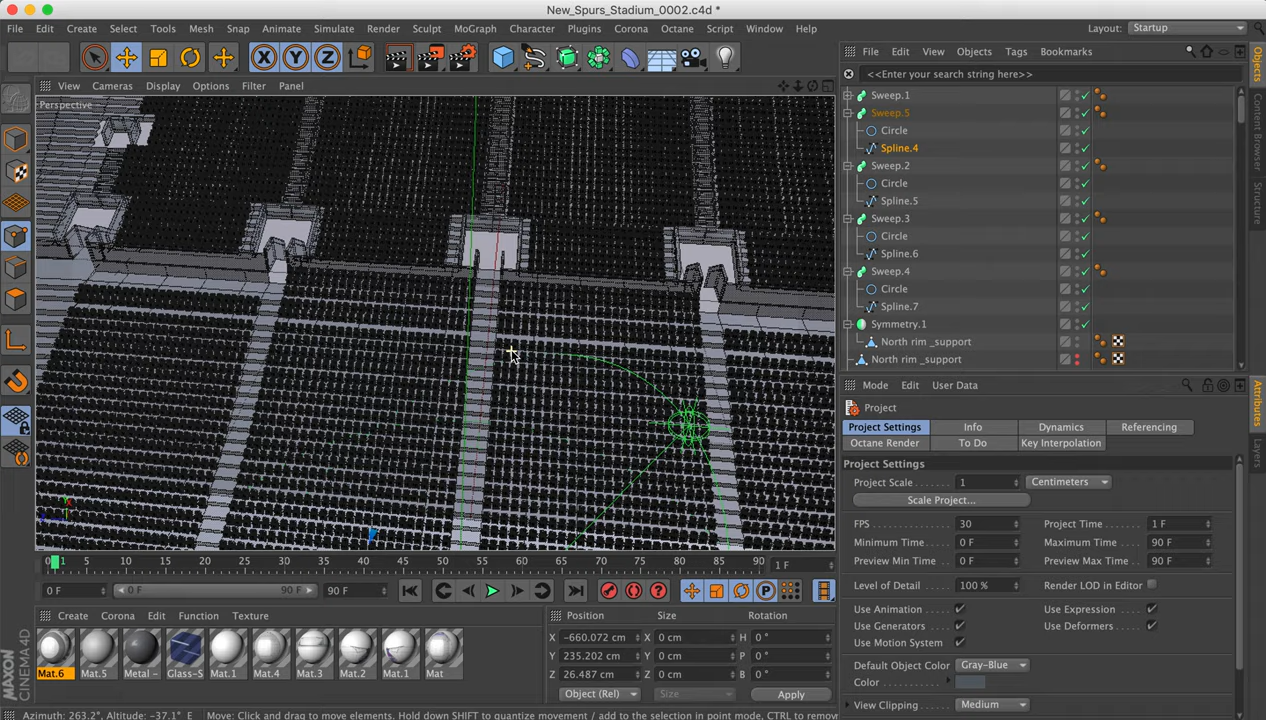 New_Spurs_Stadium_0002.c4d *
File Edit Create Select Tools Mesh Snap Animate Simulate Render Sculpt MoGraph Character Plugins Corona Octane Script Window Help Layout: Startup
X Y Z
File Edit View Objects Tags Bookmarks
<<Enter your search string here>>
View Cameras Display Options Filter Panel
Perspective
Sweep.1
Sweep.5
Circle
Spline.4
Sweep.2
Circle
Spline.5
Sweep.3
Circle
Spline.6
Sweep.4
Circle
Spline.7
Symmetry.1
North rim _support
North rim _support
Objects
Content Browser
Structure
Mode Edit User Data
Project
Project Settings Info Dynamics Referencing
Octane Render To Do Key Interpolation
Project Settings
Project Scale 1 Centimeters
Scale Project...
FPS 30 Project Time 1 F
Minimum Time 0 F Maximum Time 90 F
Preview Min Time 0 F Preview Max Time 90 F
Level of Detail 100 % Render LOD in Editor
Use Animation Use Expression
Use Generators Use Deformers
Use Motion System
Default Object Color Gray-Blue
Color
View Clipping Medium
Attributes
Layers
0 1 5 10 15 20 25 30 35 40 45 50 55 60 65 70 75 80 85 90 1 F
0 F 0 F 90 F 90 F
P
Create Corona Edit Function Texture
Mat.6 Mat.5 Metal - Glass-S Mat.1 Mat.4 Mat.3 Mat.2 Mat.1 Mat
Position Size Rotation
X -660.072 cm X 0 cm H 0 °
Y 235.202 cm Y 0 cm P 0 °
Z 26.487 cm Z 0 cm B 0 °
Object (Rel) Size Apply
MAXON
CINEMA4D
Azimuth: 263.2°, Altitude: -37.1° E Move: Click and drag to move elements. Hold down SHIFT to quantize movement / add to the selection in point mode, CTRL to remov